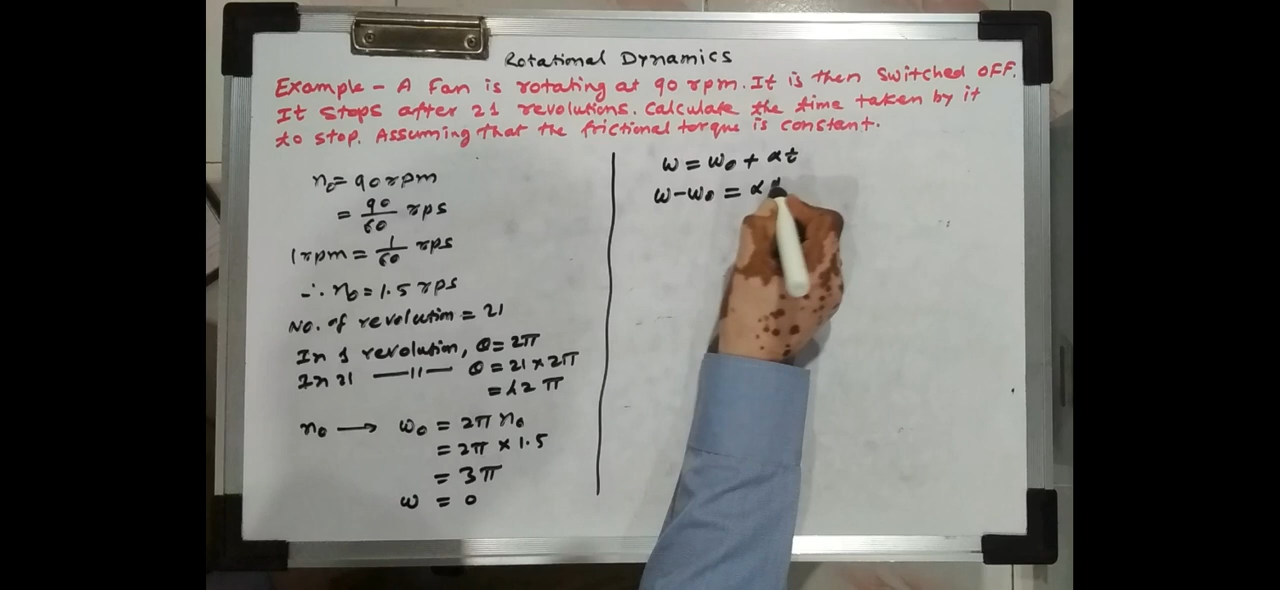 Rotational Dynamics
Example - A Fan is rotating at 90 rpm. It is then switched OFF.
It stops after 21 revolutions. Calculate the time taken by it
to stop. Assuming that the frictional torque is constant.
n₀ = 90 rpm
= 90/60 rps
1 rpm = 1/60 rps
∴ n₀ = 1.5 rps
No. of revolution = 21
In 1 revolution, θ = 2π
In 21 —11— θ = 21 × 2π
= 42 π
n₀ → ω₀ = 2π n₀
= 2π × 1.5
= 3π
ω = 0
ω = ω₀ + αt
ω - ω₀ = α